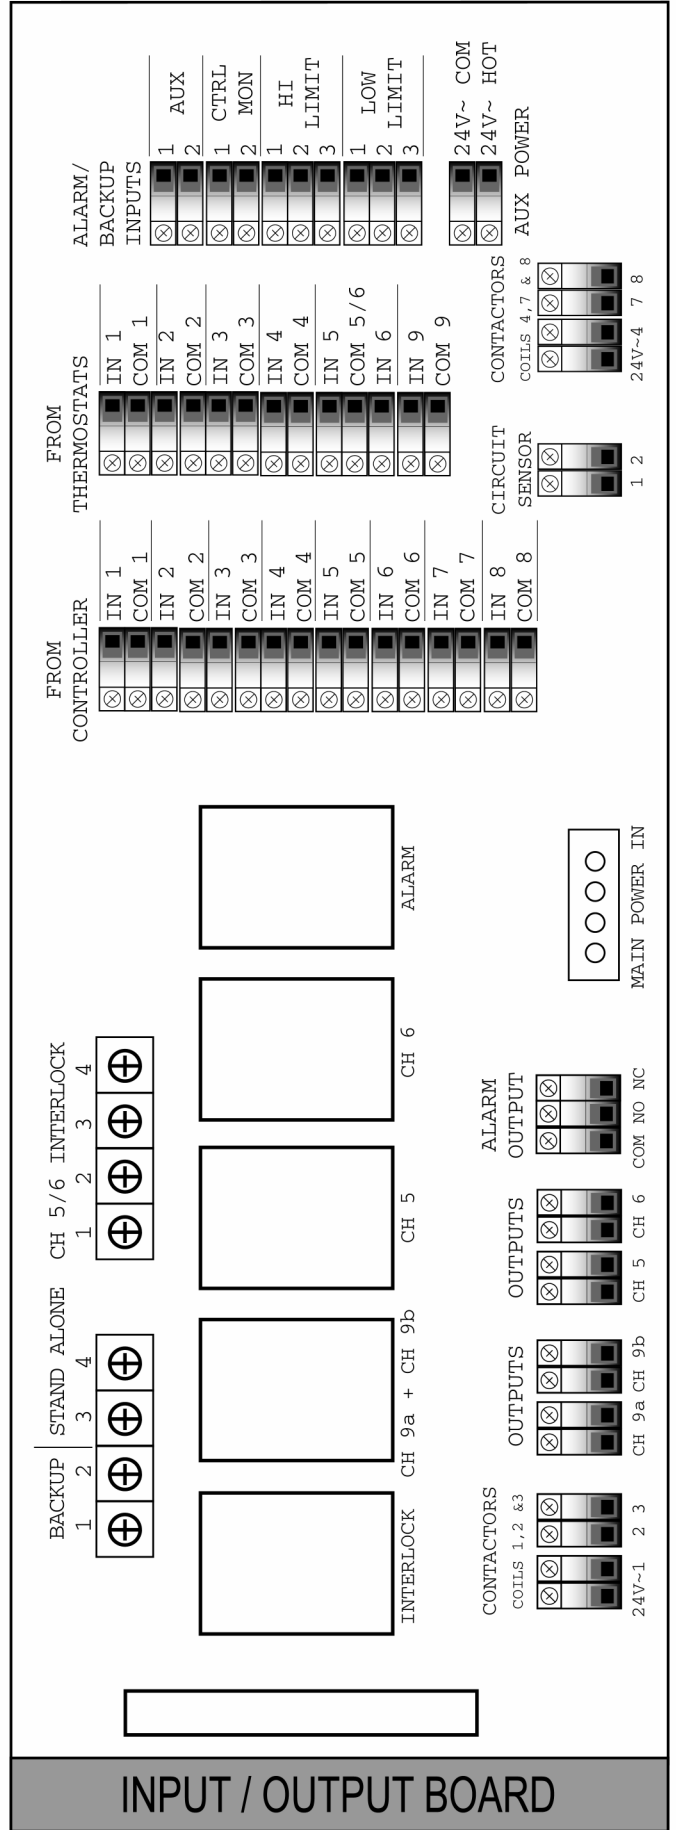 ALARM/
BACKUP
INPUTS
1
2
AUX
1
2
CTRL
MON
1
2
3
HI
LIMIT
1
2
3
LOW
LIMIT
24V~ COM
24V~ HOT
AUX POWER
FROM
THERMOSTATS
IN 1
COM 1
IN 2
COM 2
IN 3
COM 3
IN 4
COM 4
IN 5
COM 5/6
IN 6
IN 9
COM 9
CONTACTORS
COILS 4,7 & 8
24V~4 7 8
CIRCUIT
SENSOR
1 2
FROM
CONTROLLER
IN 1
COM 1
IN 2
COM 2
IN 3
COM 3
IN 4
COM 4
IN 5
COM 5
IN 6
COM 6
IN 7
COM 7
IN 8
COM 8
ALARM
CH 6
CH 5
CH 9a + CH 9b
INTERLOCK
MAIN POWER IN
CH 5/6 INTERLOCK
1 2 3 4
BACKUP STAND ALONE
1 2 3 4
ALARM
OUTPUT
COM NO NC
OUTPUTS
CH 5 CH 6
OUTPUTS
CH 9a CH 9b
CONTACTORS
COILS 1,2 &3
24V~1 2 3
INPUT / OUTPUT BOARD